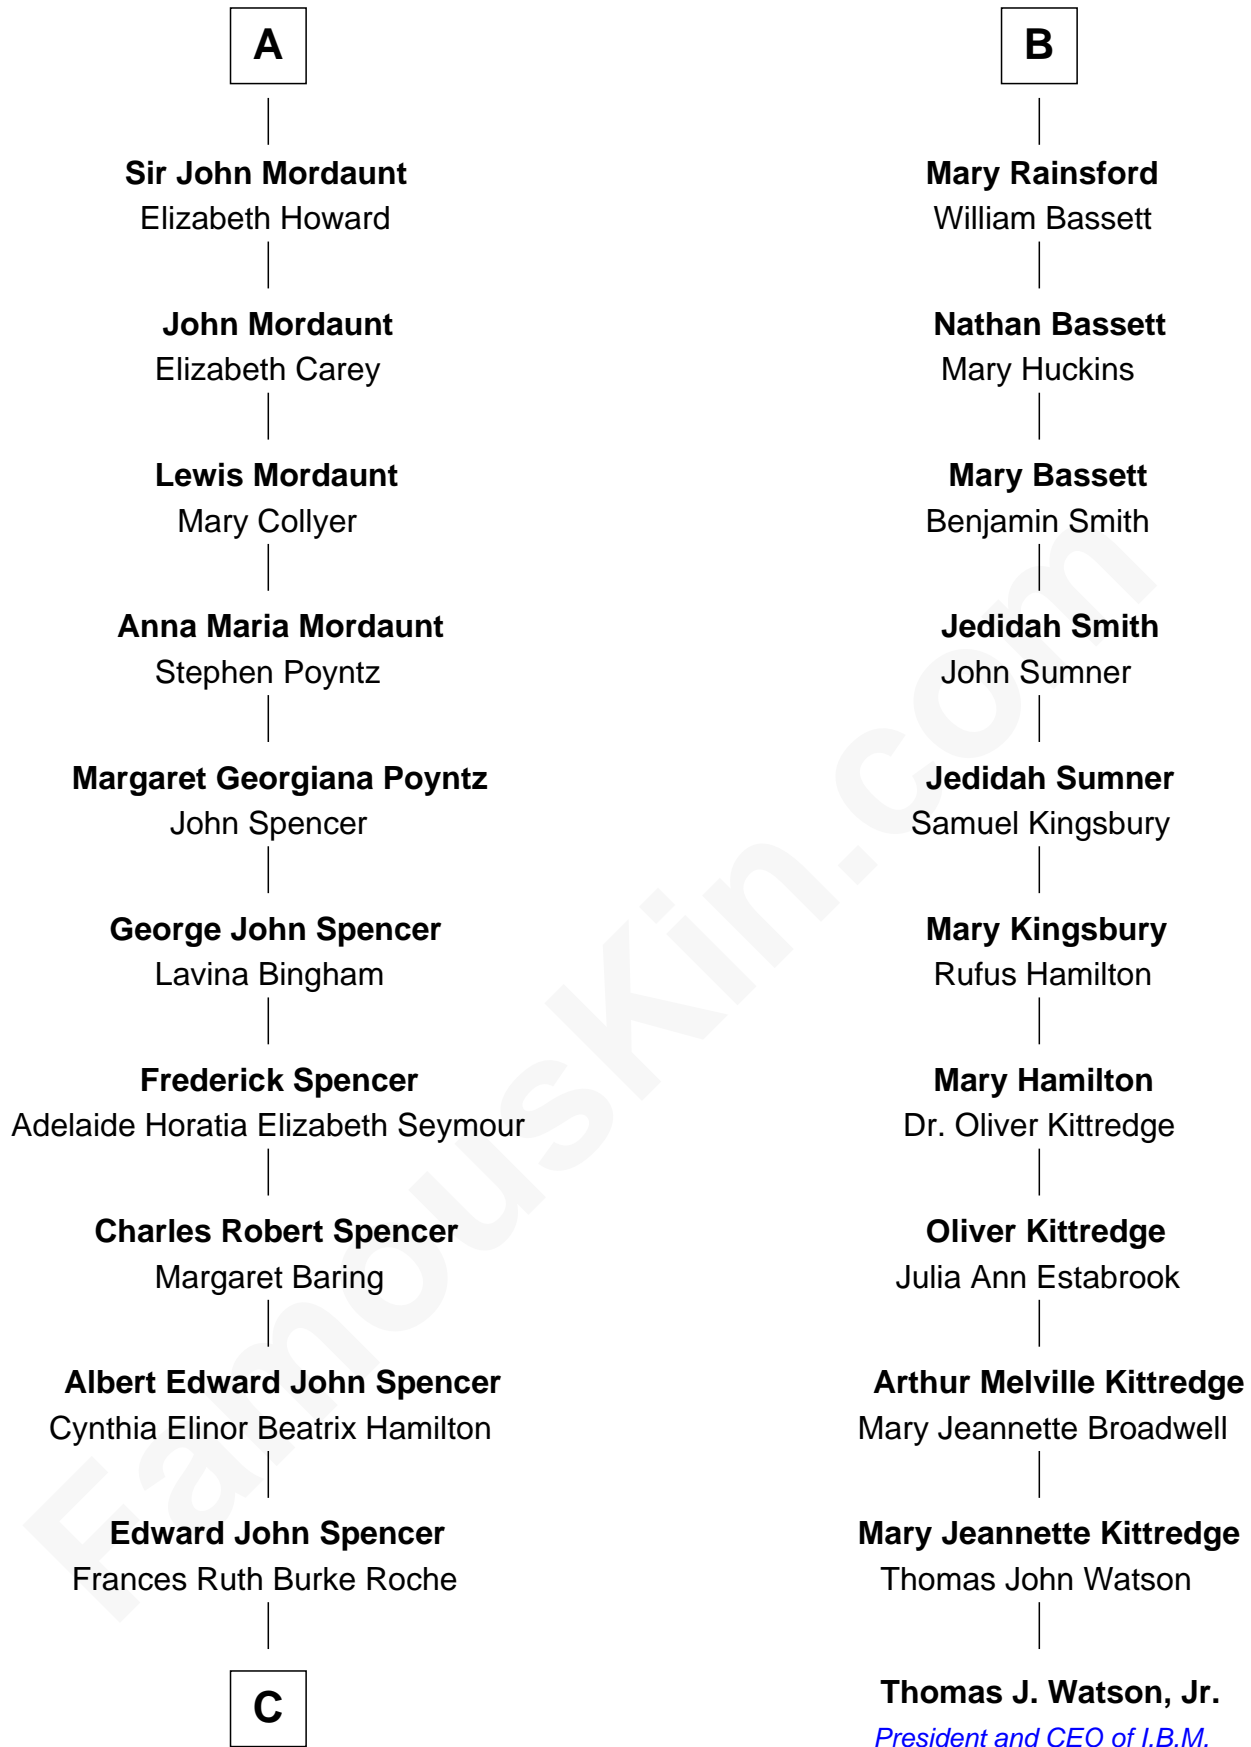 A
Sir John Mordaunt
Elizabeth Howard
John Mordaunt
Elizabeth Carey
Lewis Mordaunt
Mary Collyer
Anna Maria Mordaunt
Stephen Poyntz
Margaret Georgiana Poyntz
John Spencer
George John Spencer
Lavina Bingham
Frederick Spencer
Adelaide Horatia Elizabeth Seymour
Charles Robert Spencer
Margaret Baring
Albert Edward John Spencer
Cynthia Elinor Beatrix Hamilton
Edward John Spencer
Frances Ruth Burke Roche
C
B
Mary Rainsford
William Bassett
Nathan Bassett
Mary Huckins
Mary Bassett
Benjamin Smith
Jedidah Smith
John Sumner
Jedidah Sumner
Samuel Kingsbury
Mary Kingsbury
Rufus Hamilton
Mary Hamilton
Dr. Oliver Kittredge
Oliver Kittredge
Julia Ann Estabrook
Arthur Melville Kittredge
Mary Jeannette Broadwell
Mary Jeannette Kittredge
Thomas John Watson
Thomas J. Watson, Jr.
President and CEO of I.B.M.
FamousKin.com